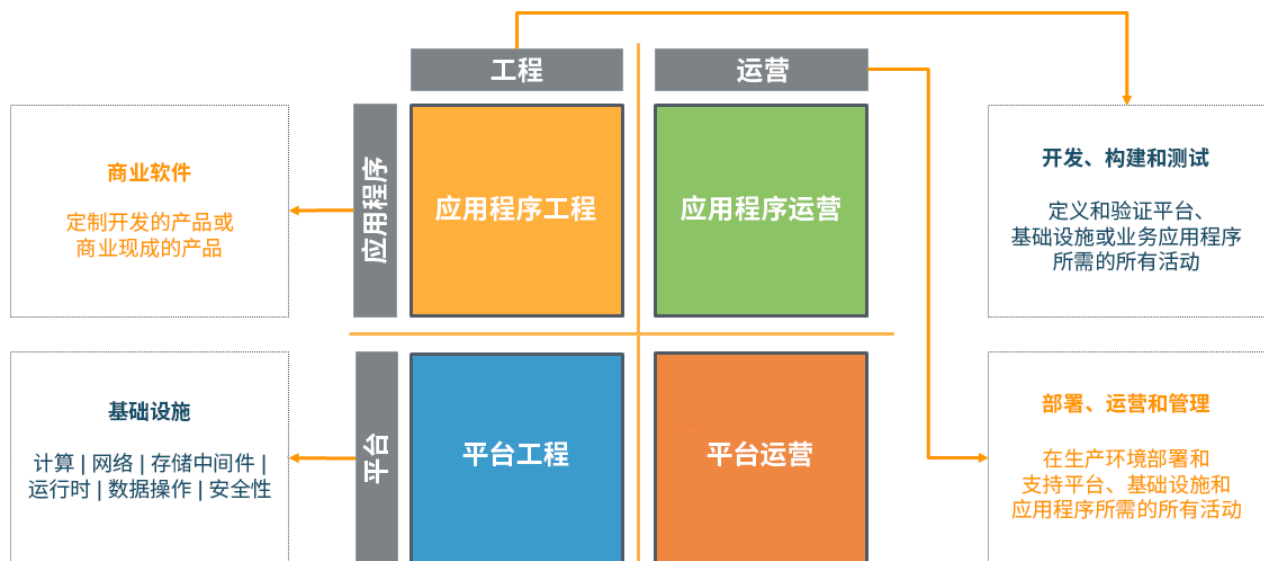 工程
运营
商业软件
定制开发的产品或
商业现成的产品
应用程序
应用程序工程
应用程序运营
开发、构建和测试
定义和验证平台、
基础设施或业务应用程序
所需的所有活动
基础设施
计算 | 网络 | 存储中间件 |
运行时 | 数据操作 | 安全性
平台
平台工程
平台运营
部署、运营和管理
在生产环境部署和
支持平台、基础设施和
应用程序所需的所有活动